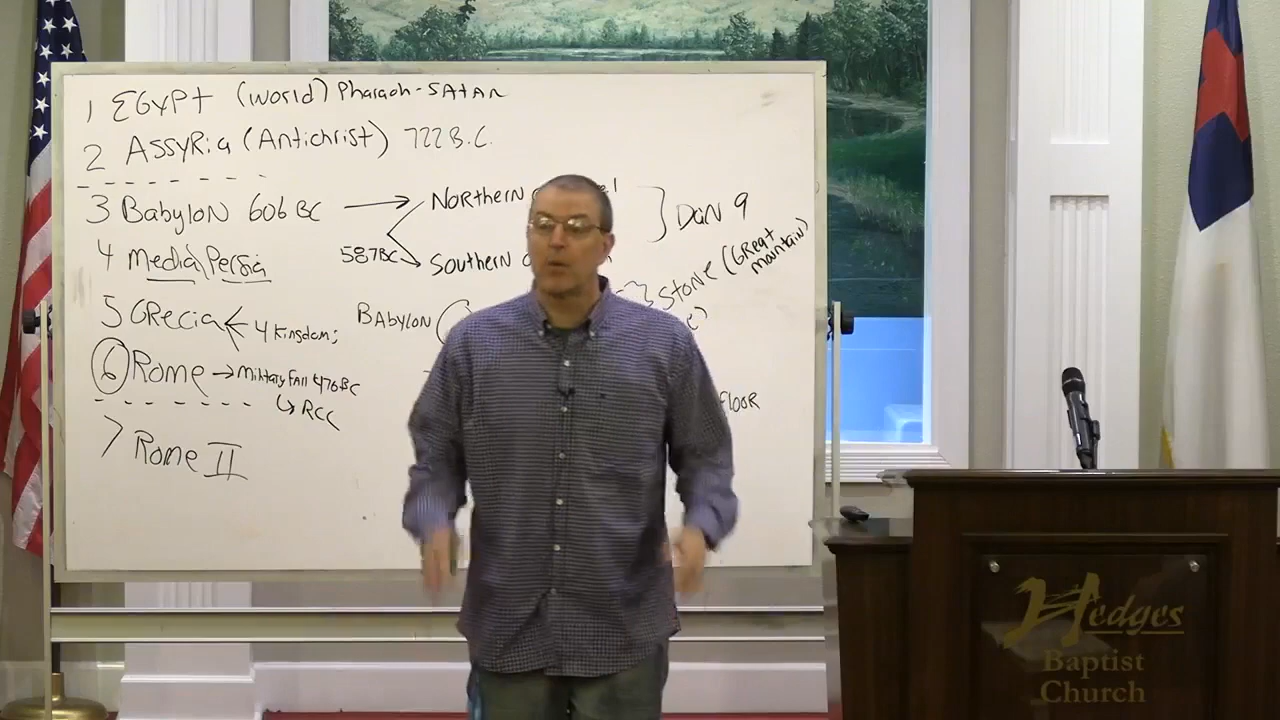 1 EGYPT (World) Pharaoh-SATAN
2 ASSYRia (Antichrist) 722 B.C.
3 Babylon 606 BC → Northern
587BC Southern
} Dan 9
4 Media\Persia
5 GRecia 4 Kingdoms
BABYLON (
Stone (GReat
mantain)
6 Rome → Military Fall 476BC
↳ RCC
FLOOR
7 Rome II
Hedges
Baptist
Church